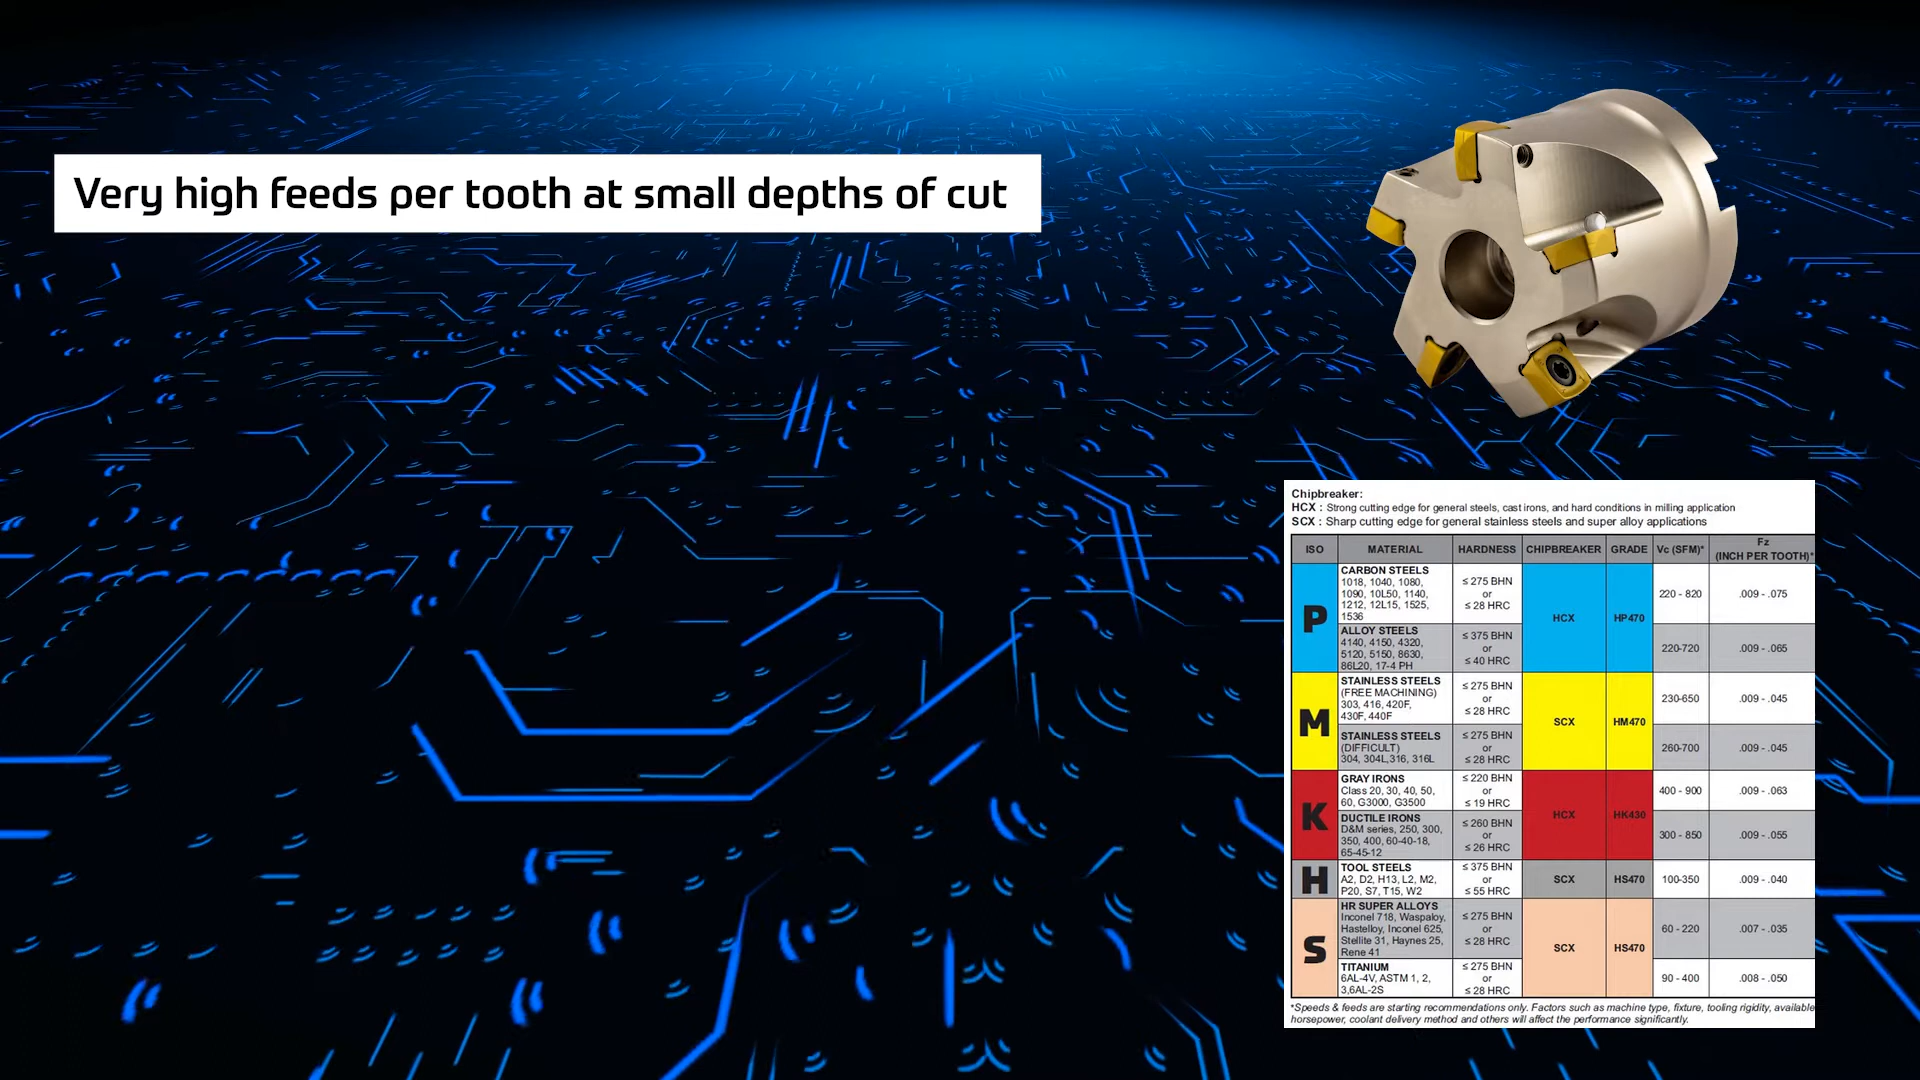 Very high feeds per tooth at small depths of cut
Chipbreaker:
HCX : Strong cutting edge for general steels, cast irons, and hard conditions in milling application
SCX : Sharp cutting edge for general stainless steels and super alloy applications
ISO MATERIAL HARDNESS CHIPBREAKER GRADE Vc (SFM)* Fz (INCH PER TOOTH)*
P
CARBON STEELS
1018, 1040, 1080,
1090, 10L50, 1140,
1212, 12L15, 1525,
1536
≤ 275 BHN
or
≤ 28 HRC
HCX
HP470
220 - 820
.009 - .075
ALLOY STEELS
4140, 4150, 4320,
5120, 5150, 8630,
86L20, 17-4 PH
≤ 375 BHN
or
≤ 40 HRC
220-720
.009 - .065
M
STAINLESS STEELS
(FREE MACHINING)
303, 416, 420F,
430F, 440F
≤ 275 BHN
or
≤ 28 HRC
SCX
HM470
230-650
.009 - .045
STAINLESS STEELS
(DIFFICULT)
304, 304L,316, 316L
≤ 275 BHN
or
≤ 28 HRC
260-700
.009 - .045
K
GRAY IRONS
Class 20, 30, 40, 50,
60, G3000, G3500
≤ 220 BHN
or
≤ 19 HRC
HCX
HK430
400 - 900
.009 - .063
DUCTILE IRONS
D&M series, 250, 300,
350, 400, 60-40-18,
65-45-12
≤ 260 BHN
or
≤ 26 HRC
300 - 850
.009 - .055
H
TOOL STEELS
A2, D2, H13, L2, M2,
P20, S7, T15, W2
≤ 375 BHN
or
≤ 55 HRC
SCX
HS470
100-350
.009 - .040
S
HR SUPER ALLOYS
Inconel 718, Waspaloy,
Hastelloy, Inconel 625,
Stellite 31, Haynes 25,
Rene 41
≤ 275 BHN
or
≤ 28 HRC
SCX
HS470
60 - 220
.007 - .035
TITANIUM
6AL-4V, ASTM 1, 2,
3,6AL-2S
≤ 275 BHN
or
≤ 28 HRC
90 - 400
.008 - .050
*Speeds & feeds are starting recommendations only. Factors such as machine type, fixture, tooling rigidity, available
horsepower, coolant delivery method and others will affect the performance significantly.